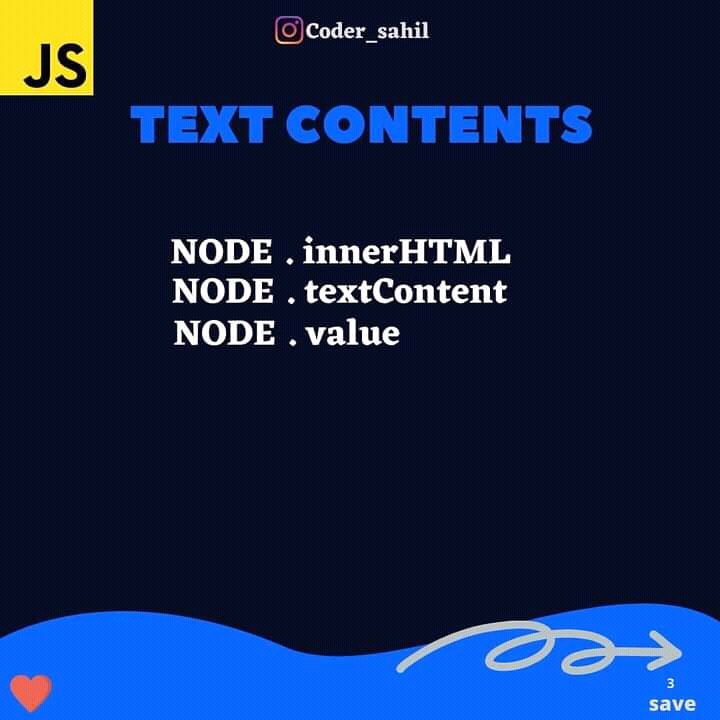 Coder_sahil
JS
TEXT CONTENTS
NODE . innerHTML
NODE . textContent
NODE . value
3
save